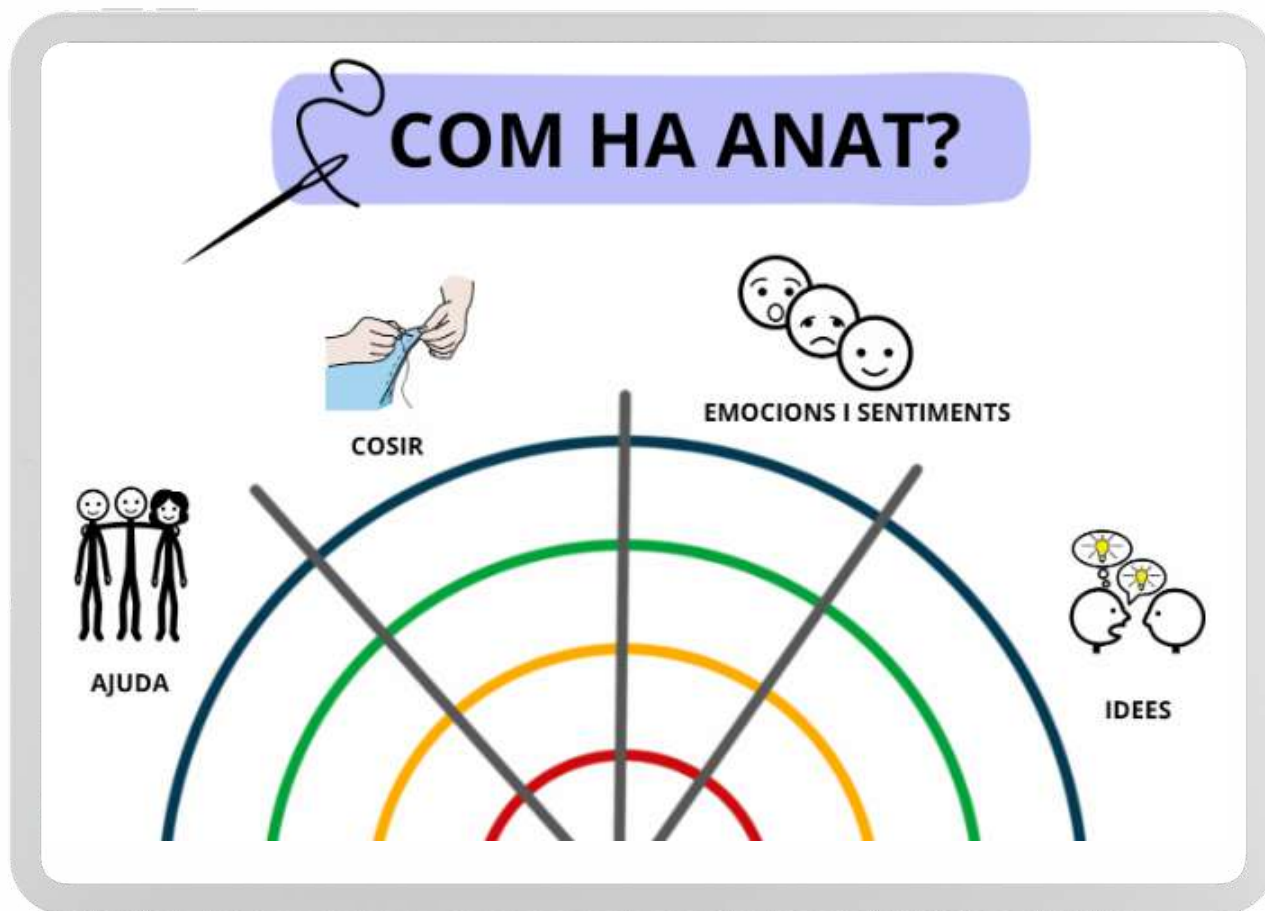 COM HA ANAT?
EMOCIONS I SENTIMENTS
COSIR
AJUDA
IDEES